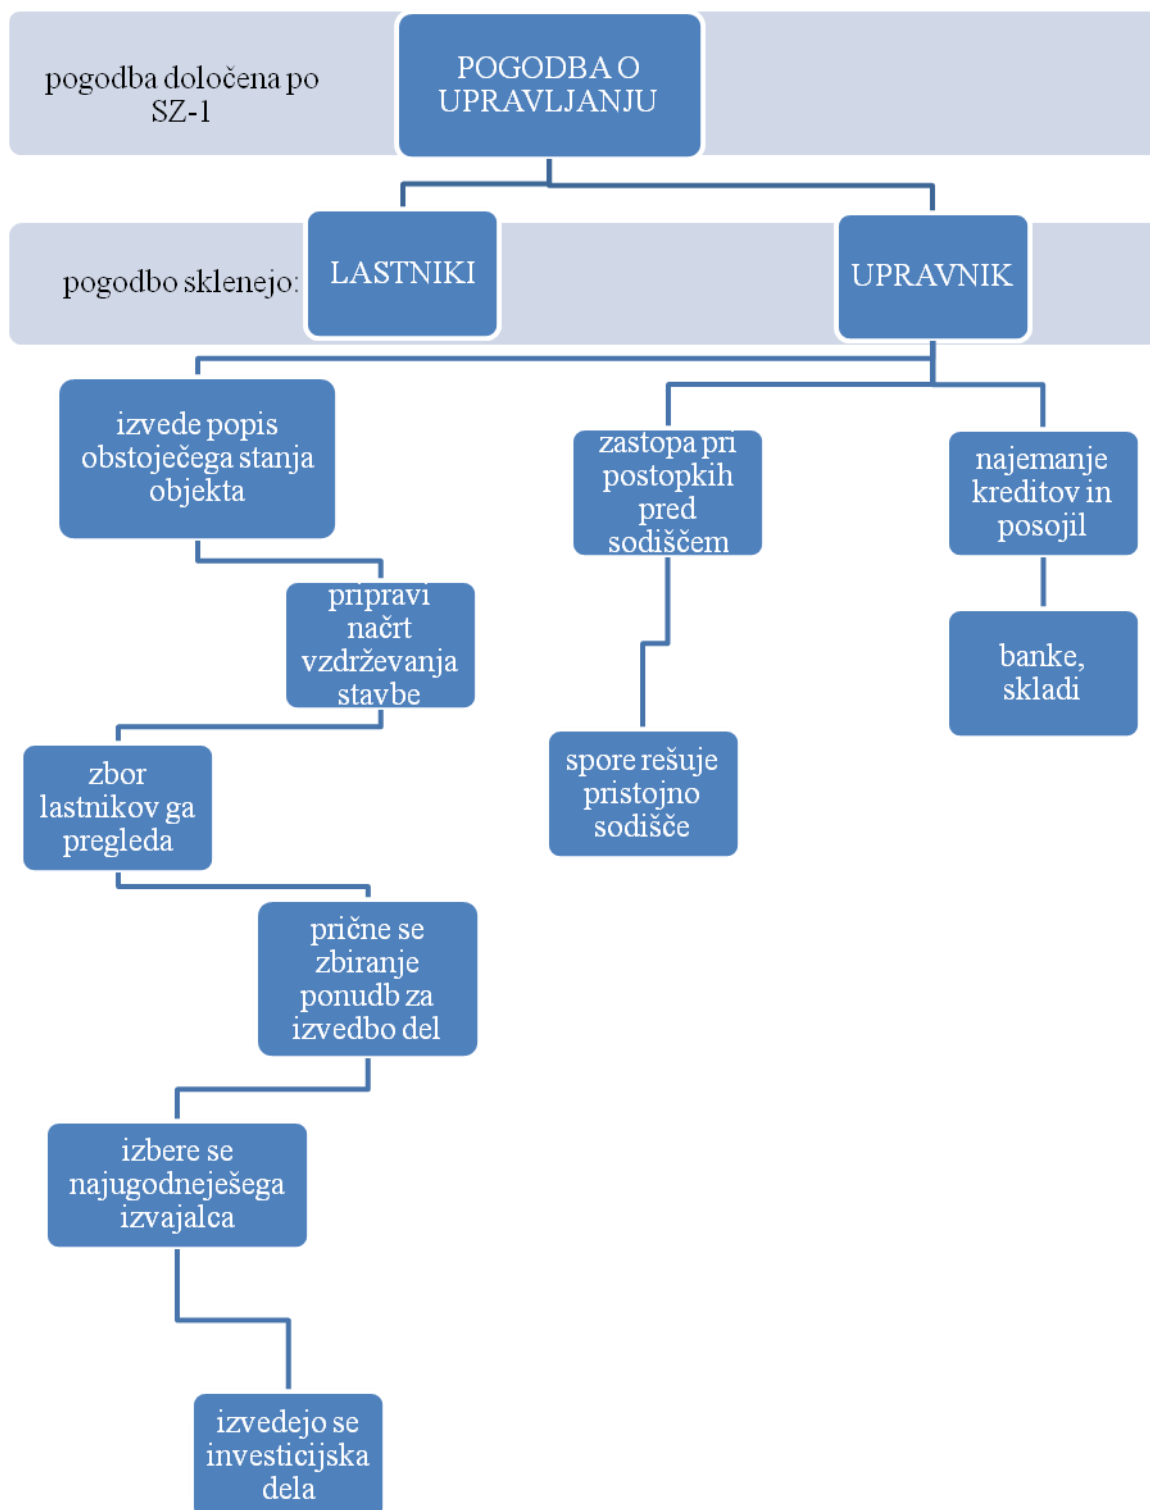 pogodba določena po
SZ-1
POGODBA O
UPRAVLJANJU
pogodbo sklenejo:
LASTNIKI
UPRAVNIK
izvede popis
obstoječega stanja
objekta
zastopa pri
postopkih
pred
sodiščem
najemanje
kreditov in
posojil
pripravi
načrt
vzdrževanja
stavbe
banke,
skladi
zbor
lastnikov ga
pregleda
spore rešuje
pristojno
sodišče
prične se
zbiranje
ponudb za
izvedbo del
izbere se
najugodneješega
izvajalca
izvedejo se
investicijska
dela